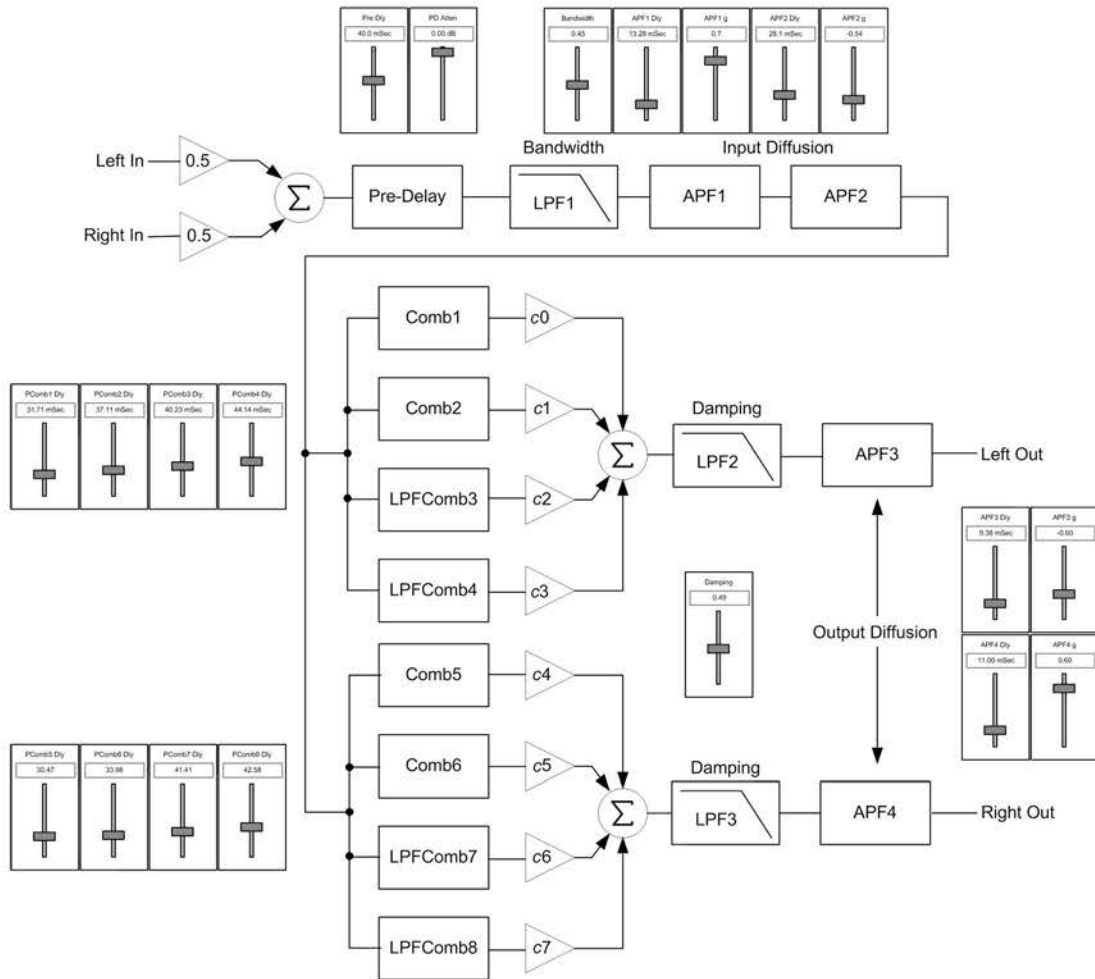 Pre Dly
PD Atten
40.0 mSec
0.00 dB
Bandwidth
APF1 Dly
APF1 g
APF2 Dly
APF2 g
0.45
13.28 mSec
0.7
28.1 mSec
-0.54
Bandwidth
Input Diffusion
Left In
0.5
Σ
Pre-Delay
LPF1
APF1
APF2
Right In
0.5
Comb1
c0
PComb1 Dly
PComb2 Dly
PComb3 Dly
PComb4 Dly
31.71 mSec
37.11 mSec
40.23 mSec
44.14 mSec
Comb2
c1
Damping
Σ
LPF2
APF3
Left Out
LPFComb3
c2
LPFComb4
c3
Damping
0.49
APF3 Dly
APF3 g
9.38 mSec
-0.60
Output Diffusion
APF4 Dly
APF4 g
11.00 mSec
0.60
Comb5
c4
PComb5 Dly
PComb6 Dly
PComb7 Dly
PComb8 Dly
30.47
33.98
41.41
42.58
Comb6
c5
Damping
Σ
LPF3
APF4
Right Out
LPFComb7
c6
LPFComb8
c7